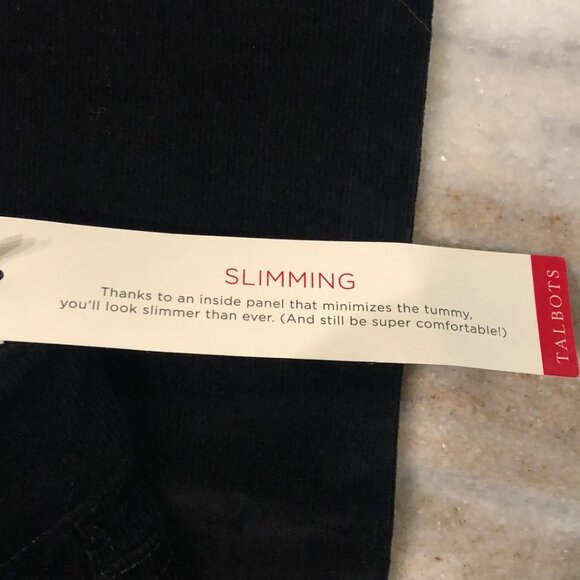 SLIMMING
Thanks to an inside panel that minimizes the tummy,
you'll look slimmer than ever. (And still be super comfortable!)
TALBOTS